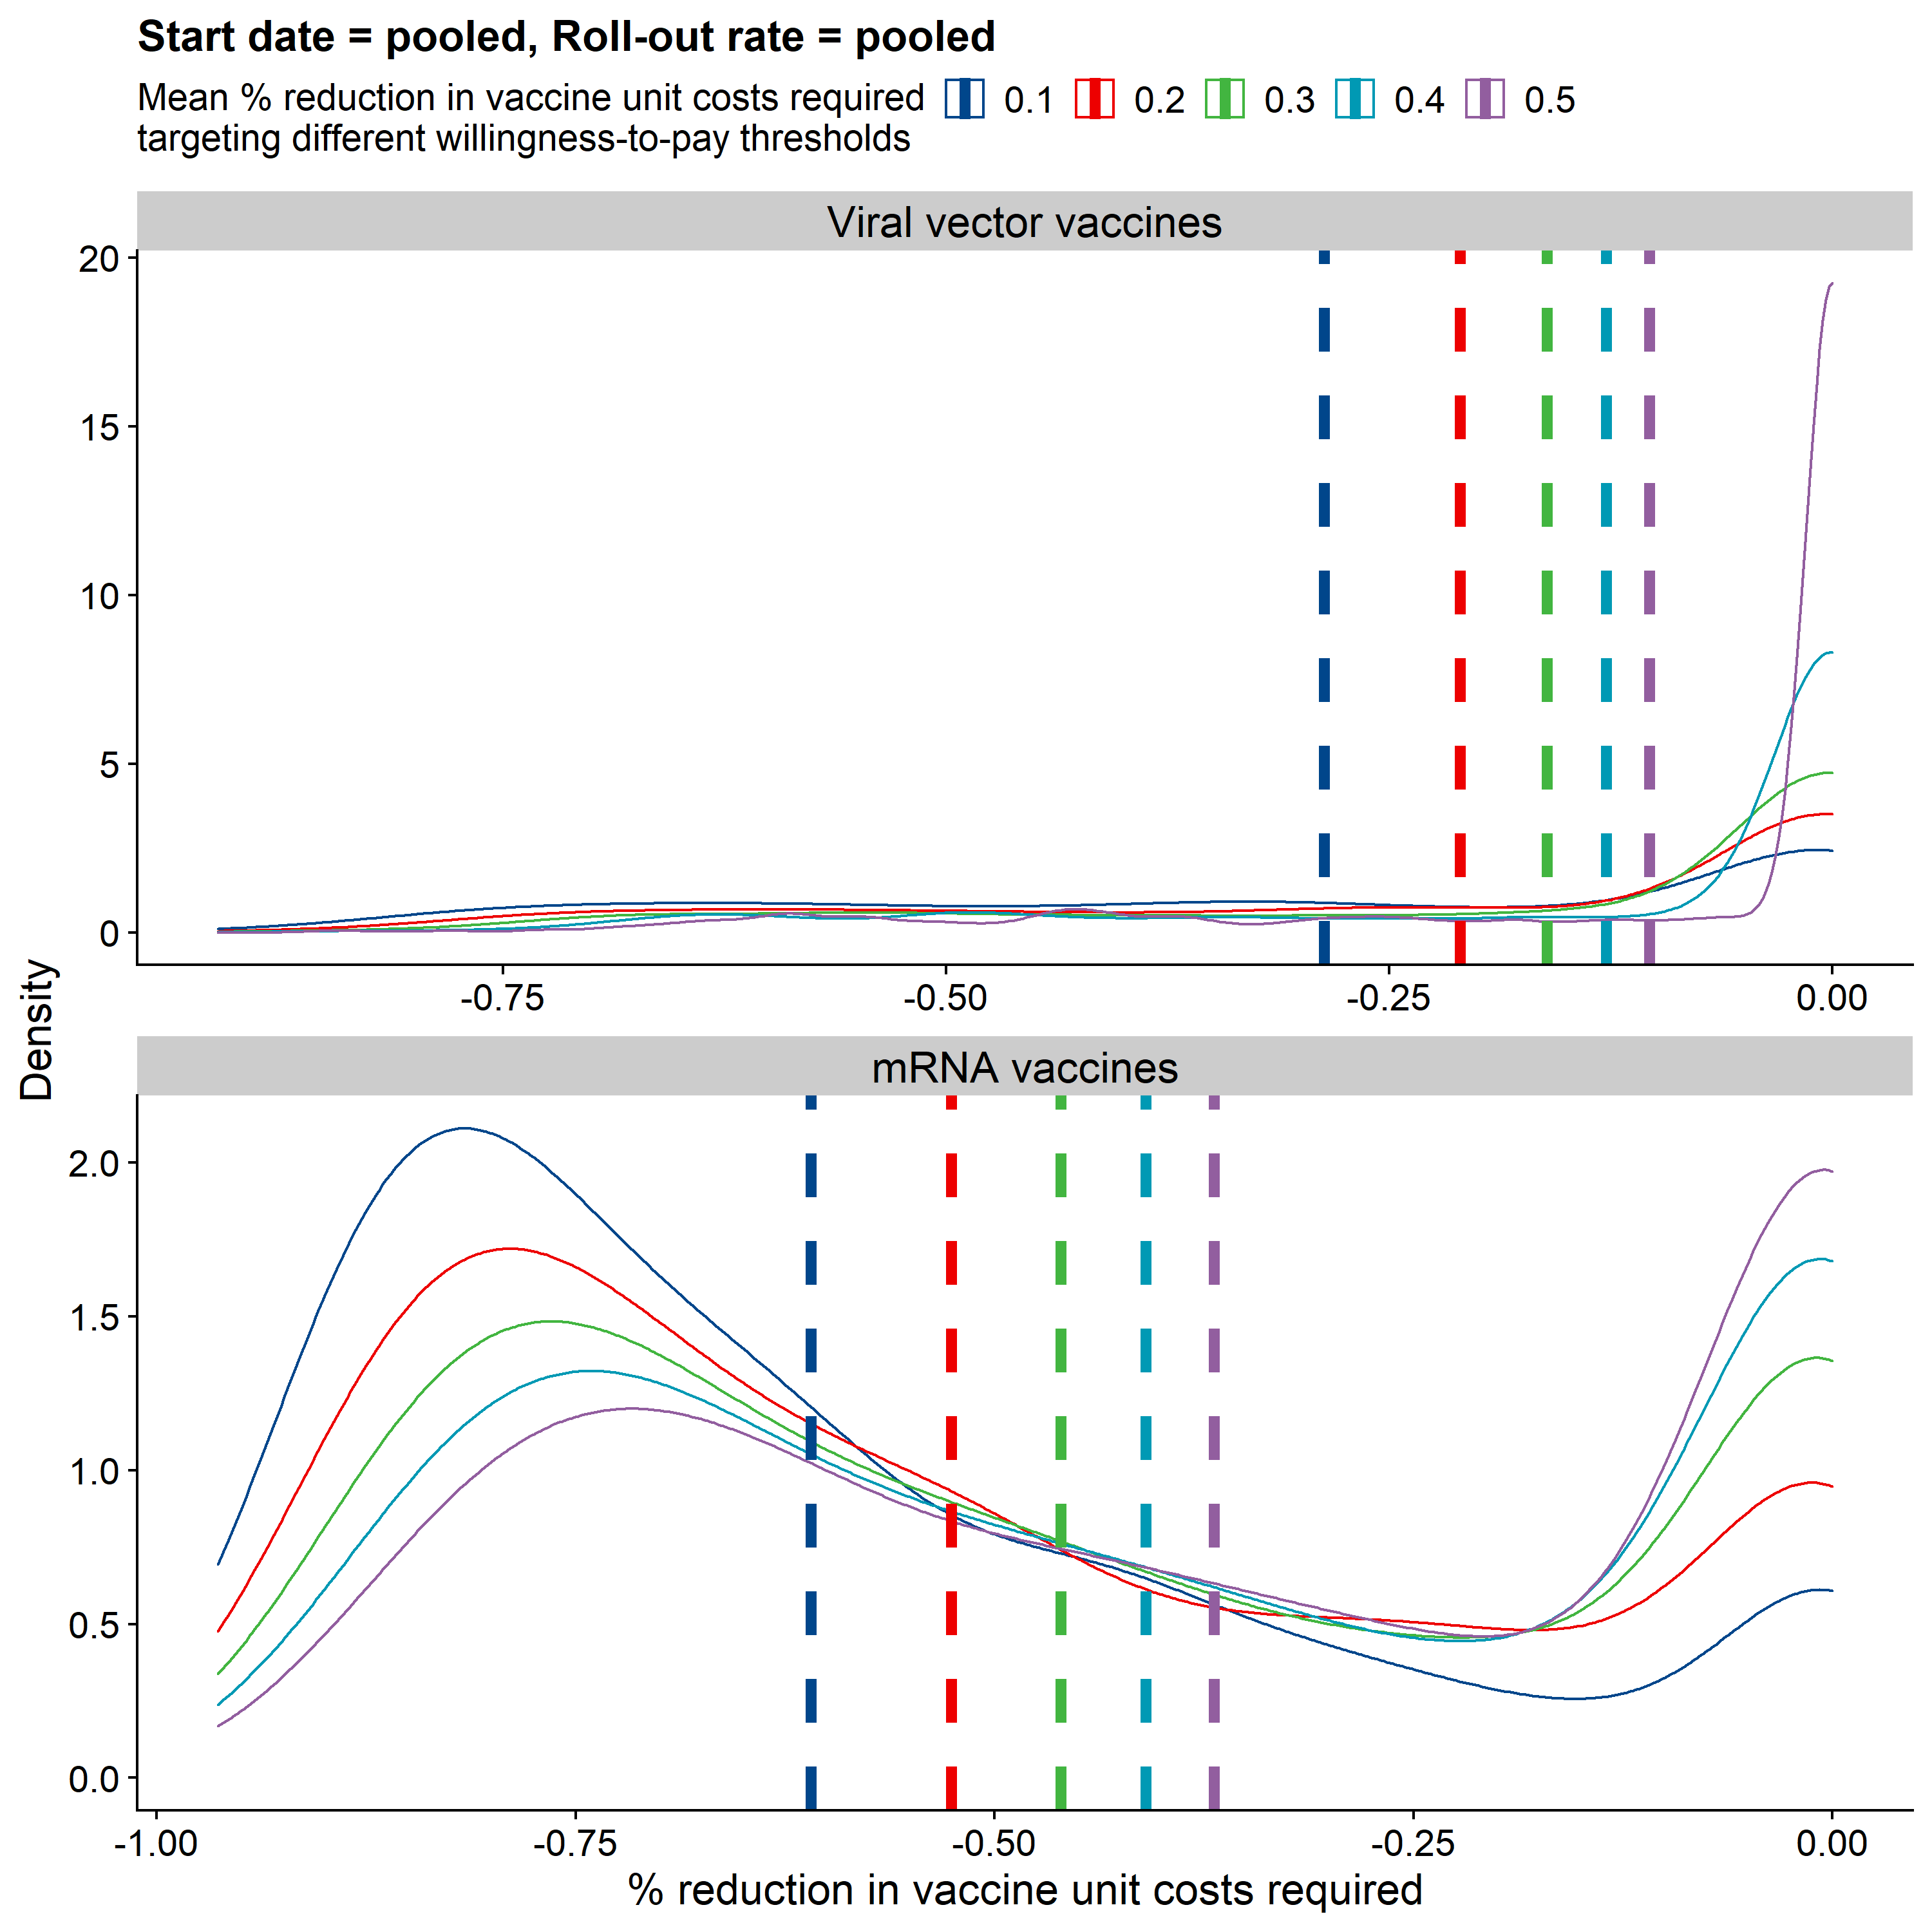 Start date = pooled, Roll-out rate = pooled
Mean % reduction in vaccine unit costs required
targeting different willingness-to-pay thresholds
0.1 0.2 0.3 0.4 0.5
Viral vector vaccines
20
15
10
5
0
-0.75 -0.50 -0.25 0.00
Density
mRNA vaccines
2.0
1.5
1.0
0.5
0.0
-1.00 -0.75 -0.50 -0.25 0.00
% reduction in vaccine unit costs required